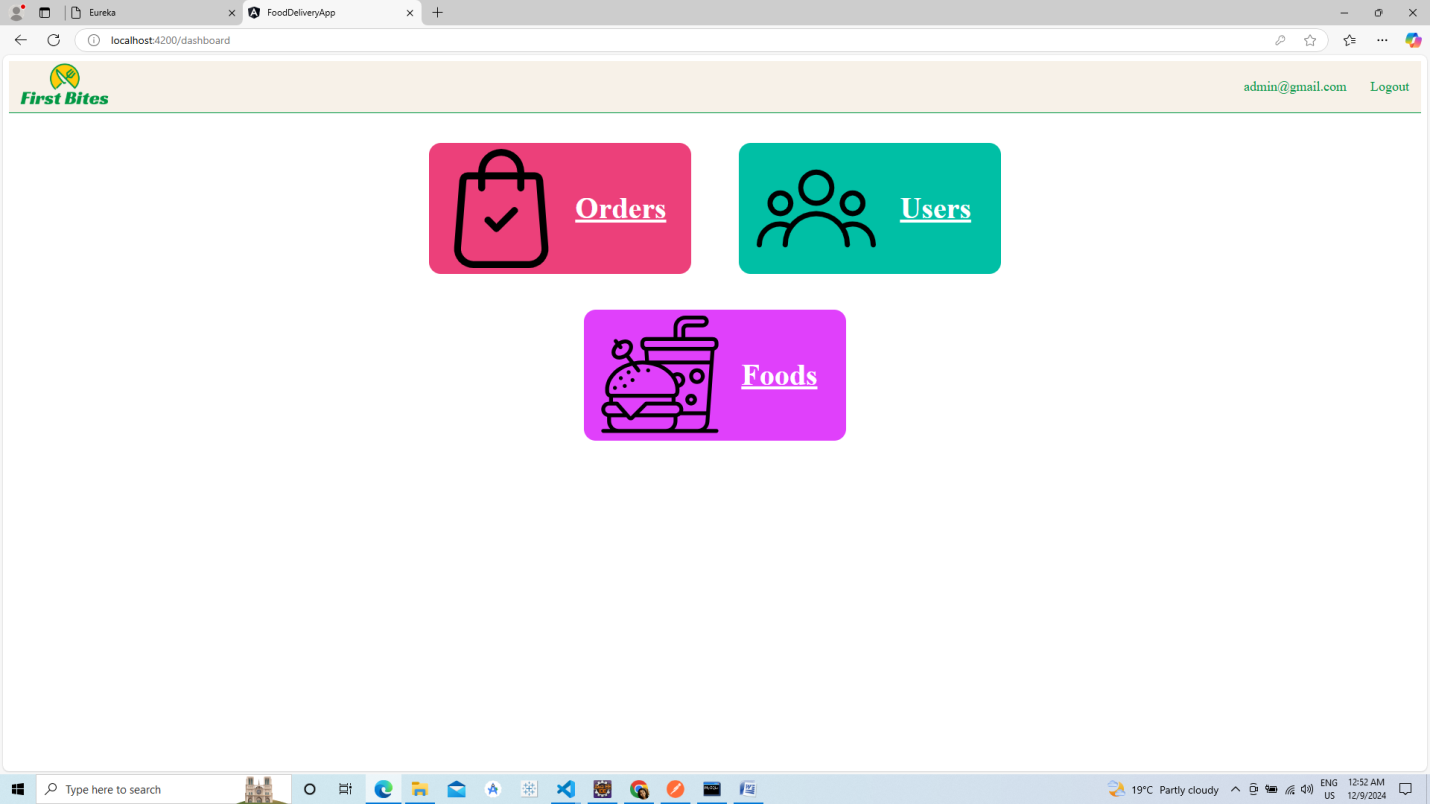 Eureka
FoodDeliveryApp
localhost:4200/dashboard
First Bites
admin@gmail.com
Logout
Orders
Users
Foods
Type here to search
19°C Partly cloudy
ENG
US
12:52 AM
12/9/2024